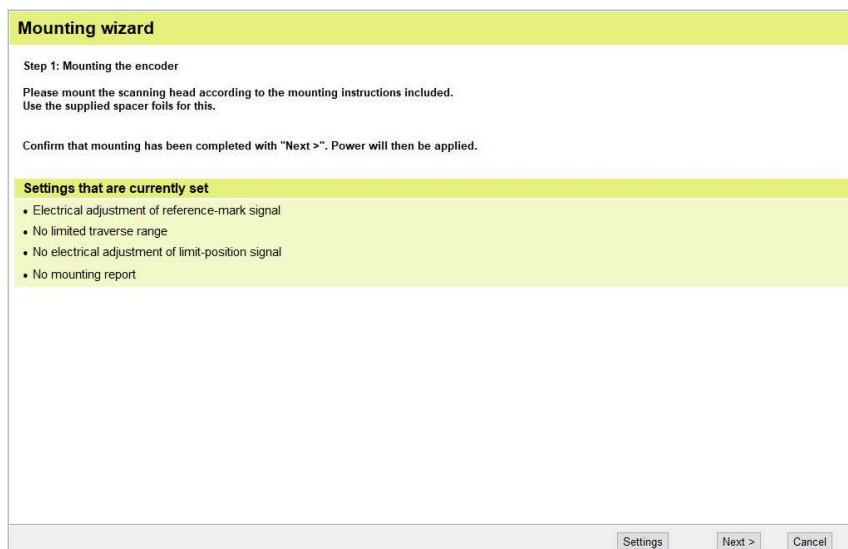 Mounting wizard
Step 1: Mounting the encoder
Please mount the scanning head according to the mounting instructions included.
Use the supplied spacer foils for this.
Confirm that mounting has been completed with "Next >". Power will then be applied.
Settings that are currently set
• Electrical adjustment of reference-mark signal
• No limited traverse range
• No electrical adjustment of limit-position signal
• No mounting report
Settings Next > Cancel